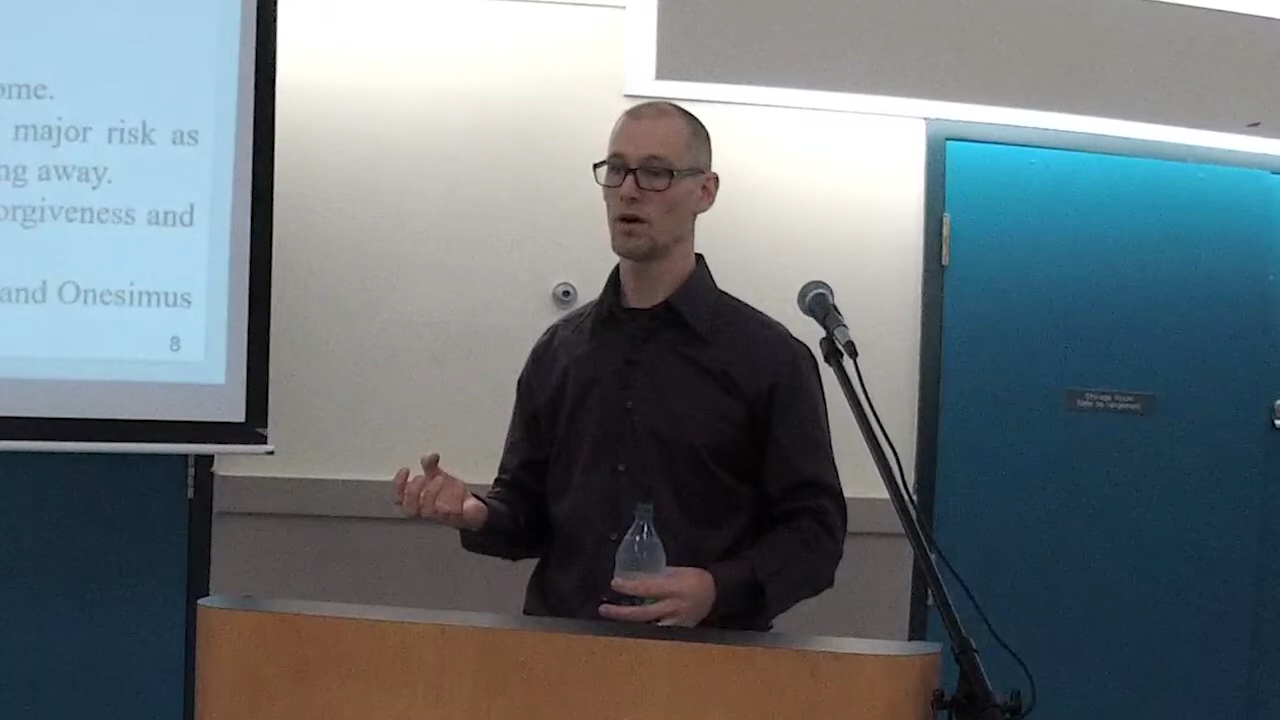 ome.
major risk as
ng away.
orgiveness and
and Onesimus
8